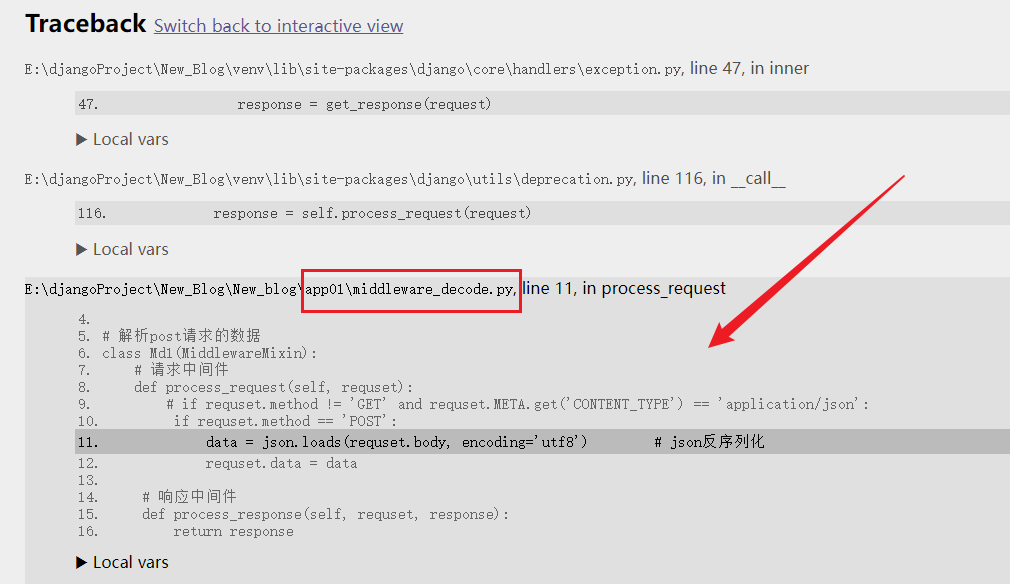 Traceback Switch back to interactive view
E:\djangoProject\New_Blog\venv\lib\site-packages\django\core\handlers\exception.py, line 47, in inner
47. response = get_response(request)
▶ Local vars
E:\djangoProject\New_Blog\venv\lib\site-packages\django\utils\deprecation.py, line 116, in __call__
116. response = self.process_request(request)
▶ Local vars
E:\djangoProject\New_Blog\New_blog\app01\middleware_decode.py, line 11, in process_request
4.
5. # 解析post请求的数据
6. class Md1(MiddlewareMixin):
7. # 请求中间件
8. def process_request(self, requset):
9. # if requset.method != 'GET' and requset.META.get('CONTENT_TYPE') == 'application/json':
10. if requset.method == 'POST':
11. data = json.loads(requset.body, encoding='utf8') # json反序列化
12. requset.data = data
13.
14. # 响应中间件
15. def process_response(self, requset, response):
16. return response
▶ Local vars